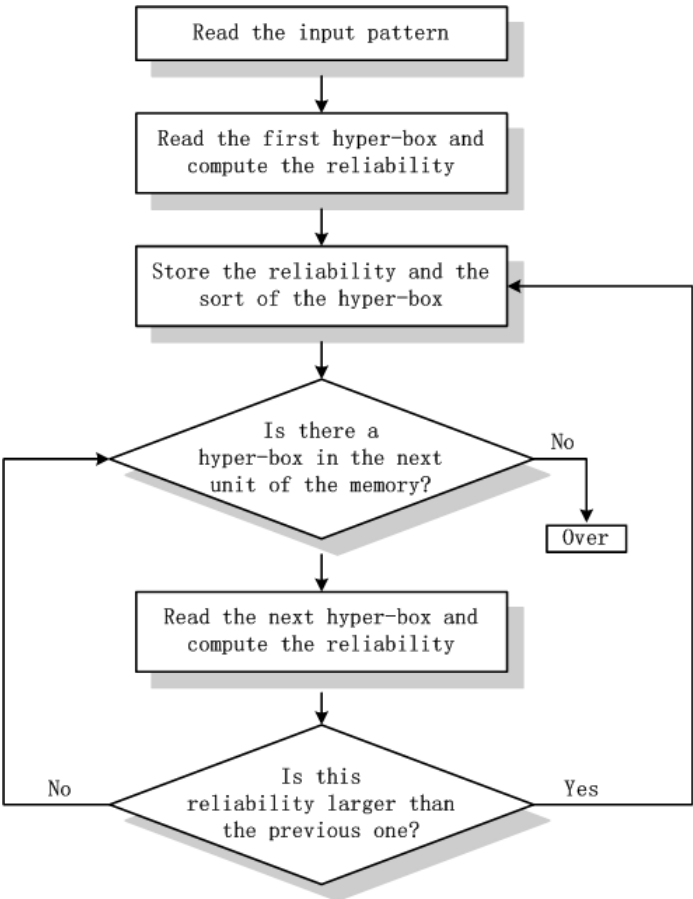 Read the input pattern
Read the first hyper-box and
compute the reliability
Store the reliability and the
sort of the hyper-box
Is there a
hyper-box in the next
unit of the memory?
No
Over
Read the next hyper-box and
compute the reliability
Is this
reliability larger than
the previous one?
No
Yes